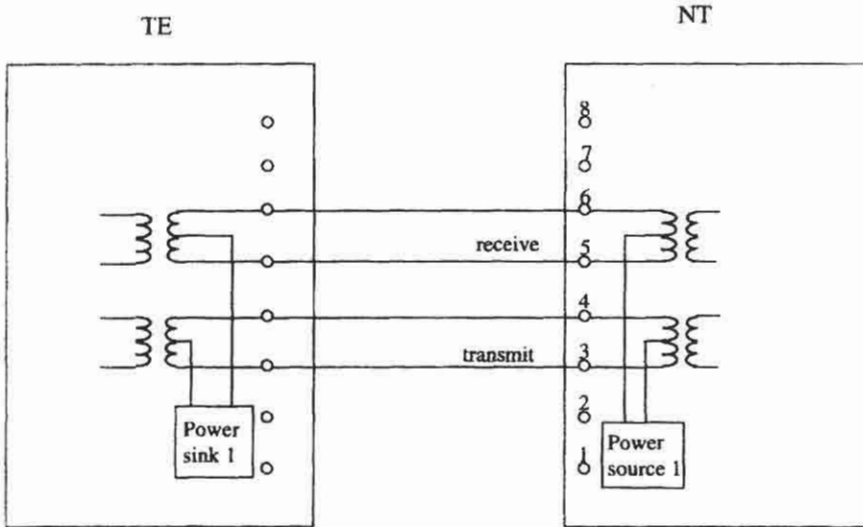 TE
NT
8
7
6
receive
5
4
transmit
3
2
Power
sink 1
1
Power
source 1